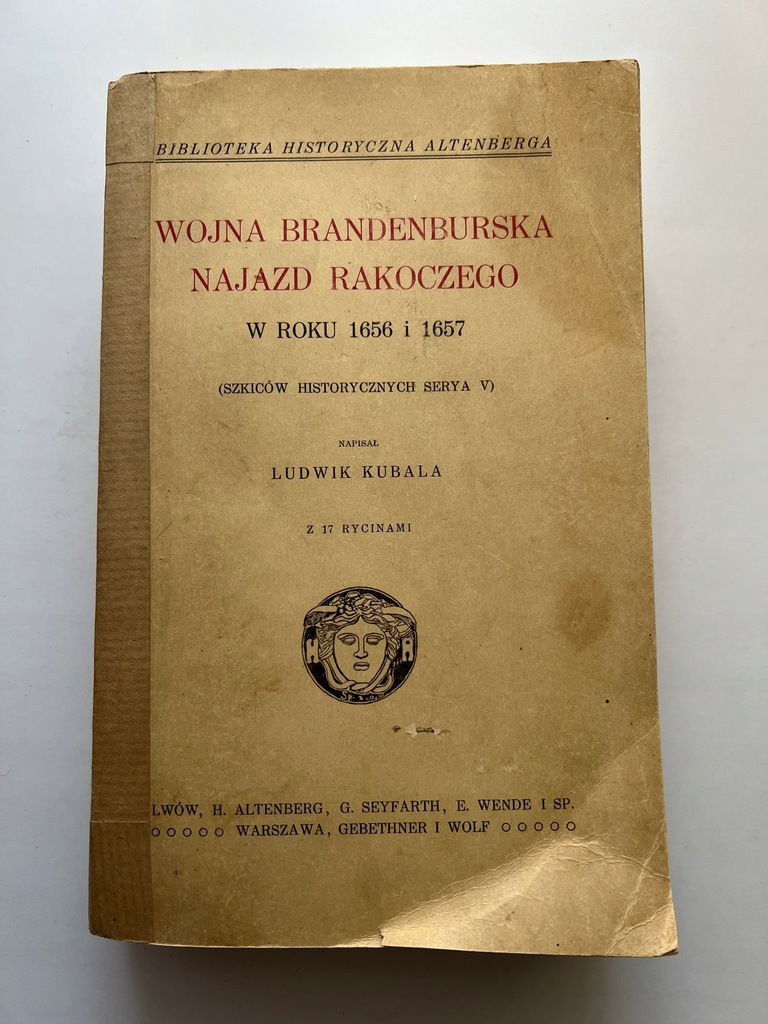 BIBLIOTEKA HISTORYCZNA ALTENBERGA
WOJNA BRANDENBURSKA
NAJAZD RAKOCZEGO
W ROKU 1656 i 1657
(SZKICÓW HISTORYCZNYCH SERYA V)
NAPISAŁ
LUDWIK KUBALA
Z 17 RYCINAMI
H A
Sp. z o.
LWÓW, H. ALTENBERG, G. SEYFARTH, E. WENDE I SP.
WARSZAWA, GEBETHNER I WOLF